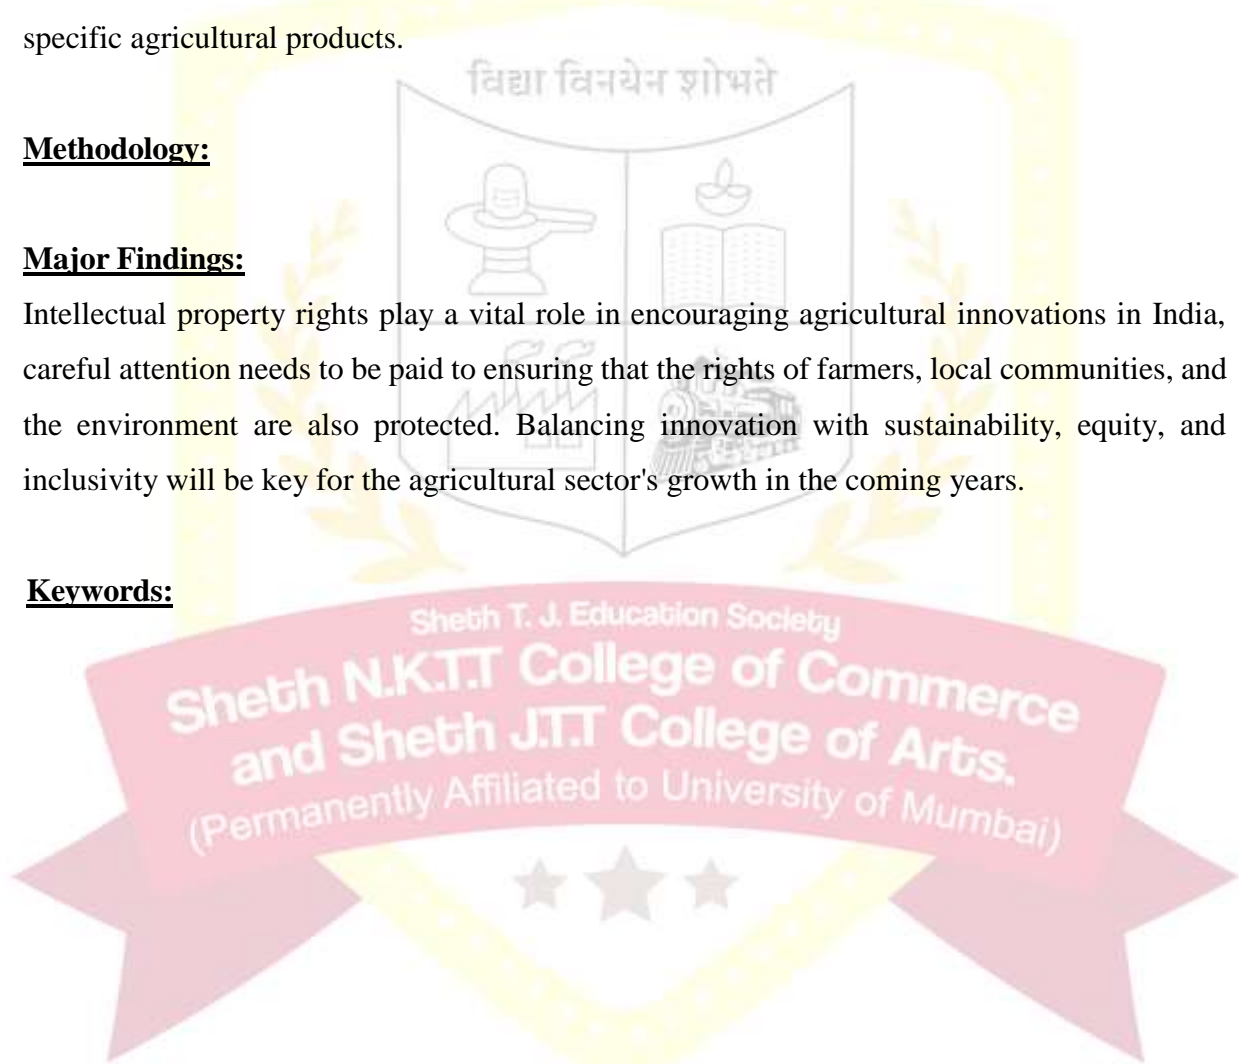 specific agricultural products.
विद्या विनयेन शोभते
Methodology:
Major Findings:
Intellectual property rights play a vital role in encouraging agricultural innovations in India,
careful attention needs to be paid to ensuring that the rights of farmers, local communities, and
the environment are also protected. Balancing innovation with sustainability, equity, and
inclusivity will be key for the agricultural sector's growth in the coming years.
Keywords:
Sheth T. J. Education Society
Sheth N.K.T.T College of Commerce
and Sheth J.T.T College of Arts.
(Permanently Affiliated to University of Mumbai)